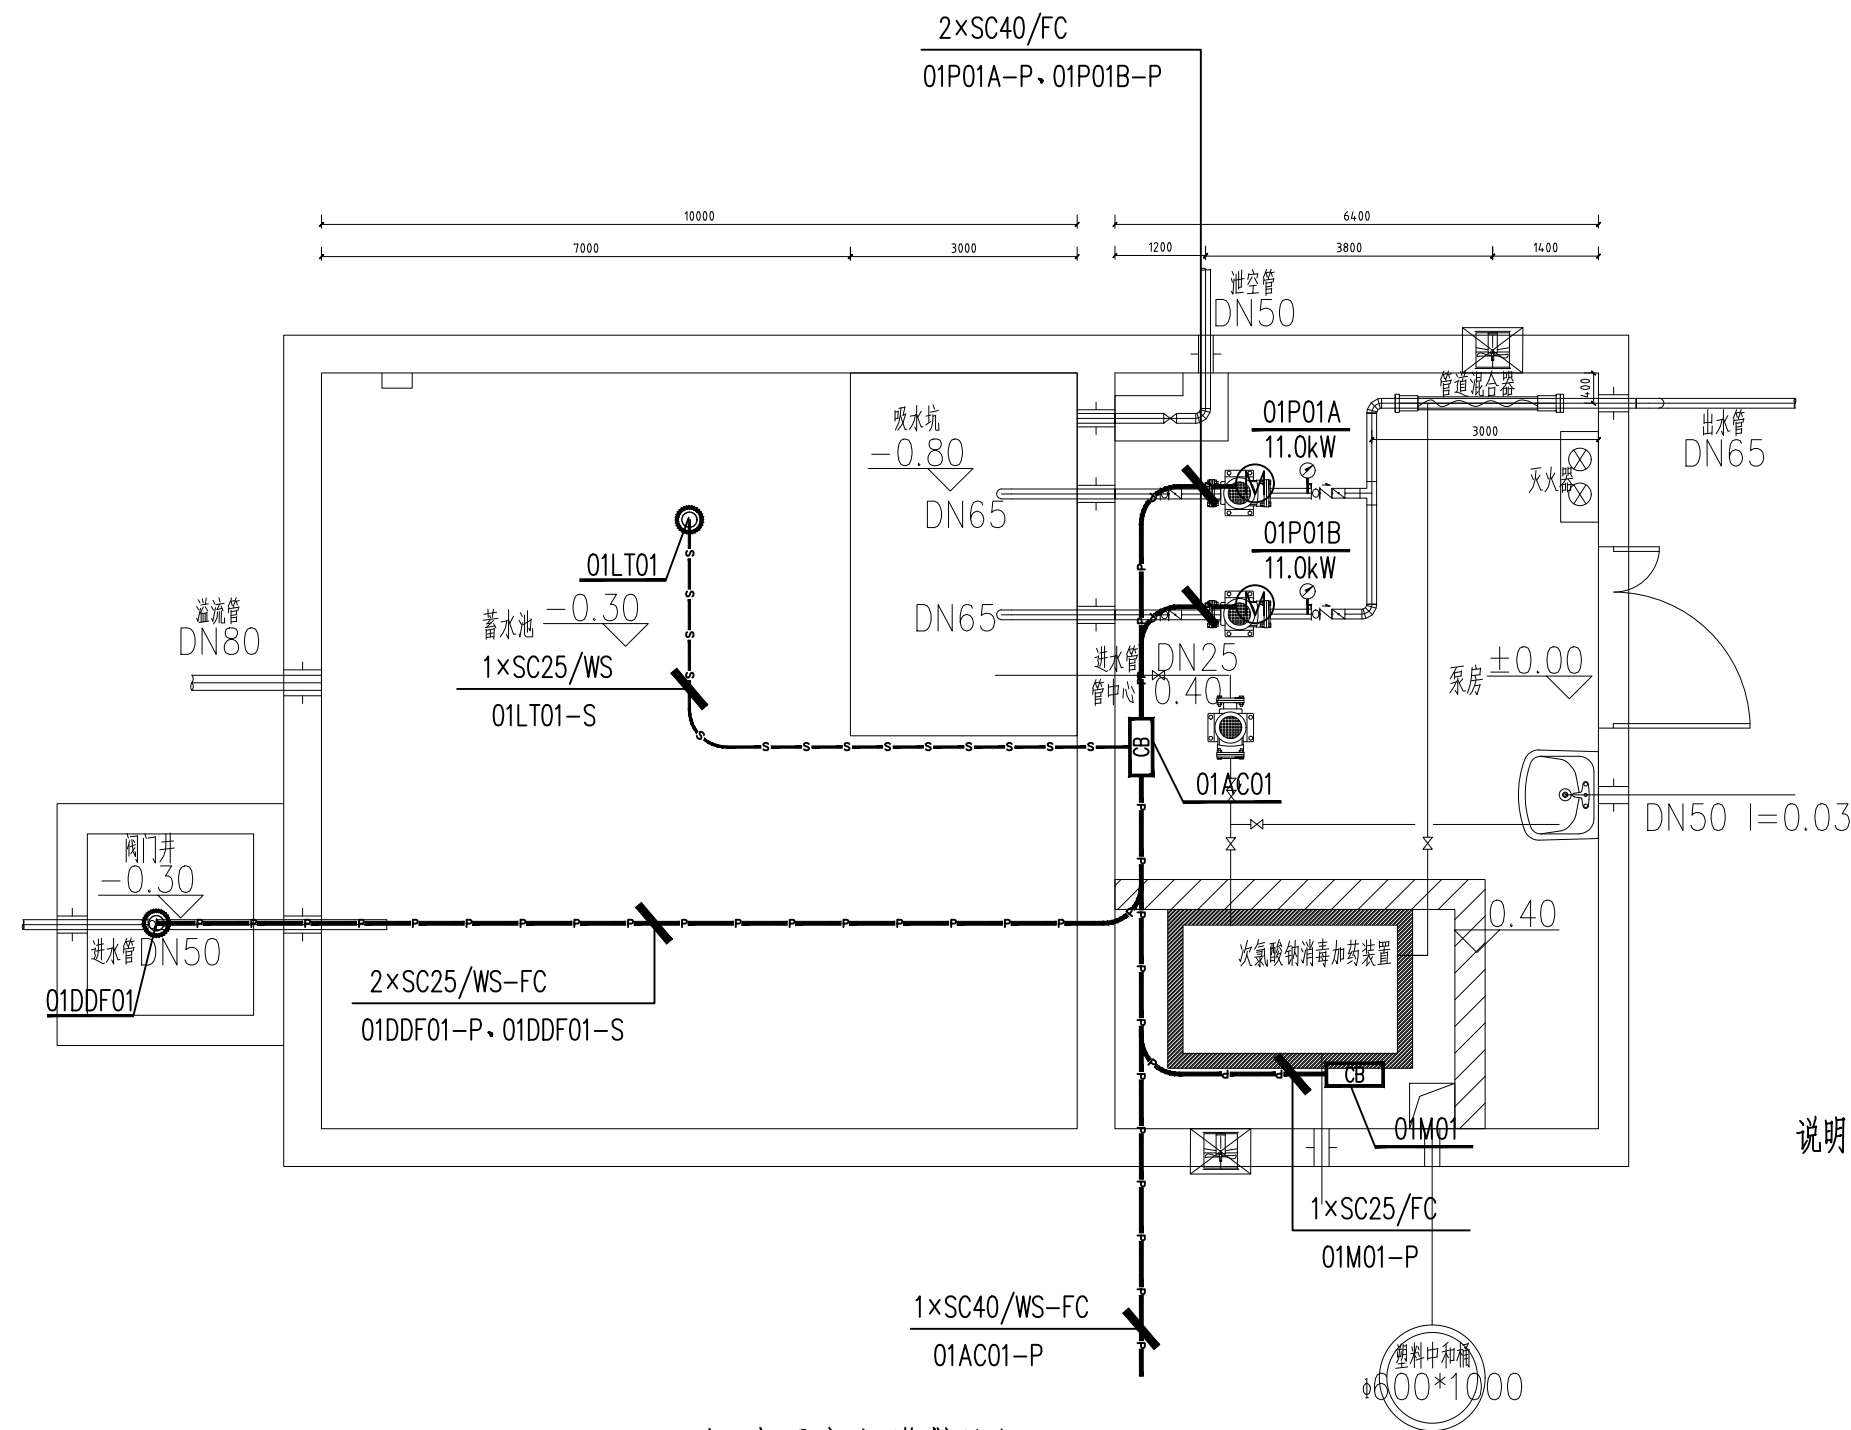 2×SC40/FC
01P01A-P、01P01B-P
10000
6400
7000
3000
1200
3800
1400
泄空管
DN50
管道混合器
400
吸水坑
-0.80
01P01A
11.0kW
3000
出水管
DN65
灭火器
DN65
01P01B
11.0kW
01LT01
溢流管
DN80
蓄水池
-0.30
DN65
1×SC25/WS
01LT01-S
进水管 DN25
管中心 0.40
泵房
±0.00
CB
01AC01
DN50 I=0.03
阀门井
-0.30
进水管DN50
01DDF01
2×SC25/WS-FC
01DDF01-P、01DDF01-S
0.40
次氯酸钠消毒加药装置
CB
01M01
说明
1×SC25/FC
01M01-P
1×SC40/WS-FC
01AC01-P
塑料中和桶
φ600*1000